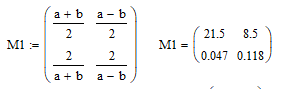 M1 := ( (a + b)/2 (a − b)/2
2/(a + b) 2/(a − b) )
M1 = ( 21.5 8.5
0.047 0.118 )